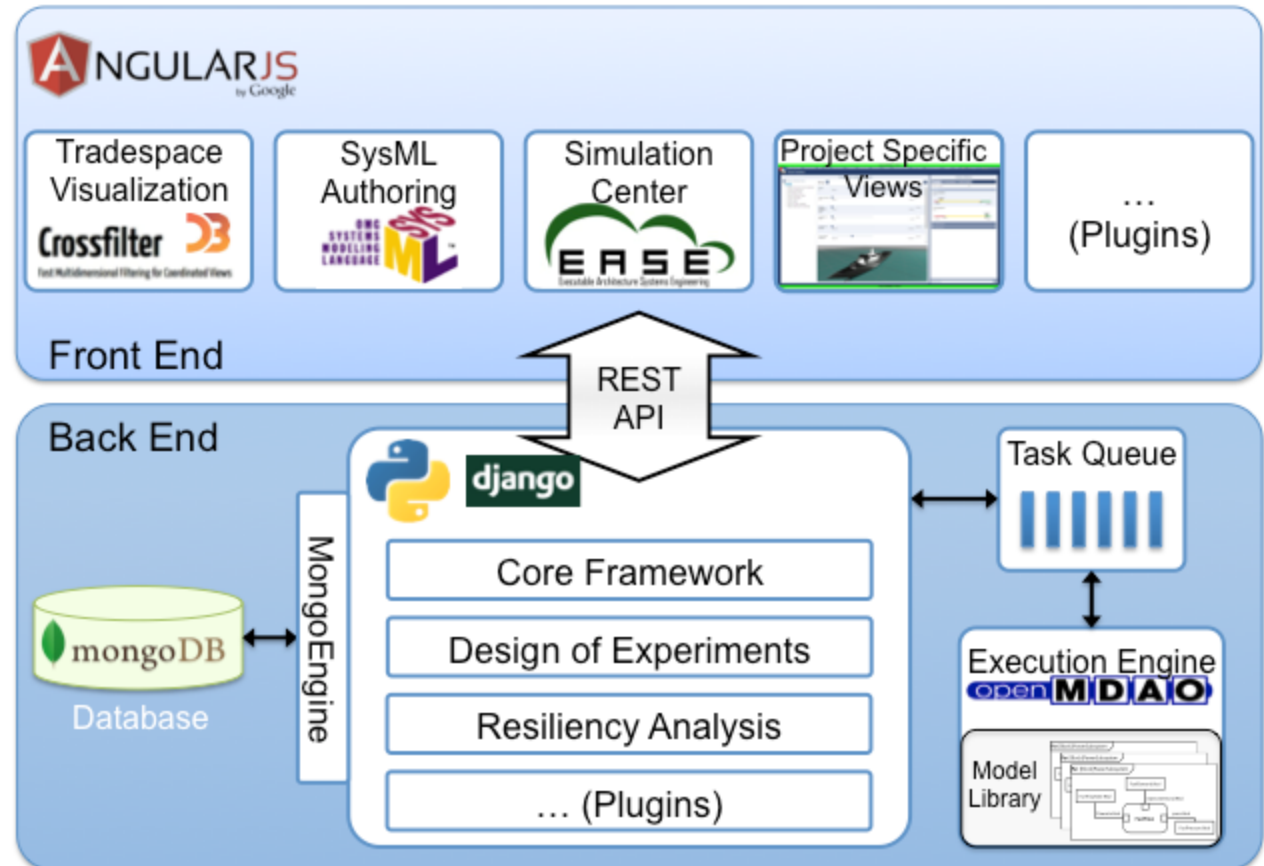 ANGULARJS
by Google
Tradespace
Visualization
Crossfilter D3
Fast Multidimensional Filtering for Coordinated Views
SysML
Authoring
OMG
SYSTEMS
MODELING
LANGUAGE
SYS
ML™
Simulation
Center
EASE
Executable Architecture Systems Engineering
Project Specific
Views
...
(Plugins)
Front End
REST
API
Back End
django
Core Framework
Design of Experiments
Resiliency Analysis
... (Plugins)
MongoEngine
mongoDB
Database
Task Queue
Execution Engine
openMDAO
Model
Library